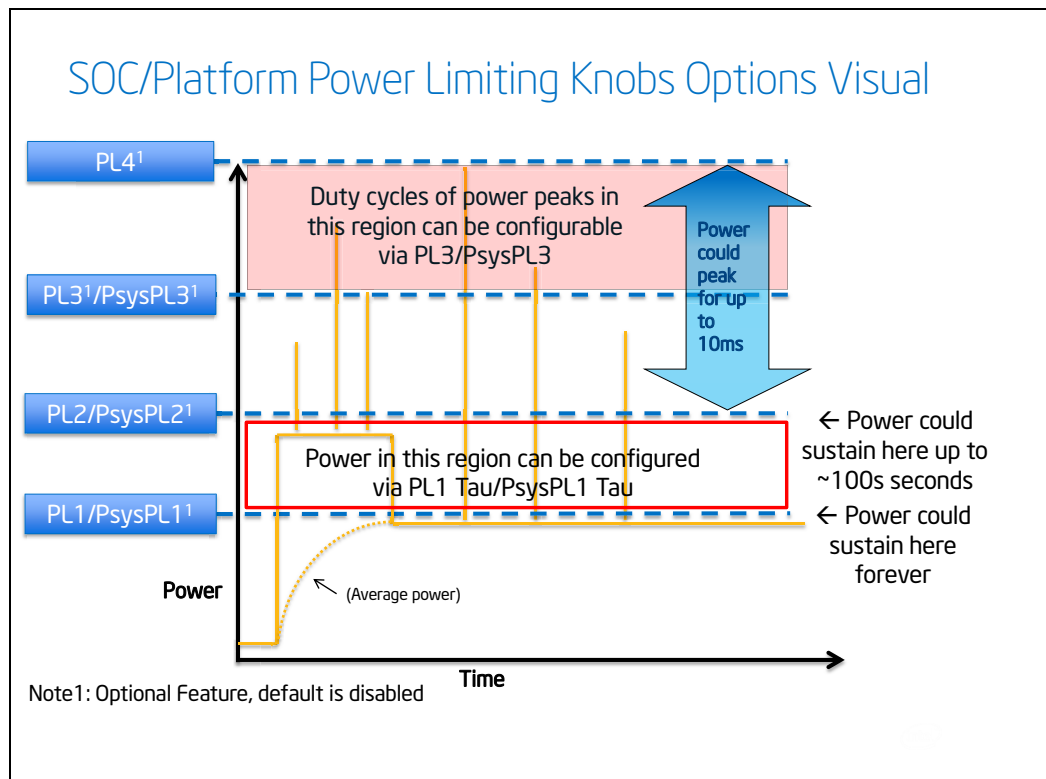 SOC/Platform Power Limiting Knobs Options Visual
PL4¹
Duty cycles of power peaks in
this region can be configurable
via PL3/PsysPL3
Power
could
peak
for up
to
10ms
PL3¹/PsysPL3¹
PL2/PsysPL2¹
← Power could
sustain here up to
~100s seconds
Power in this region can be configured
via PL1 Tau/PsysPL1 Tau
PL1/PsysPL1¹
← Power could
sustain here
forever
Power
(Average power)
Time
Note1: Optional Feature, default is disabled